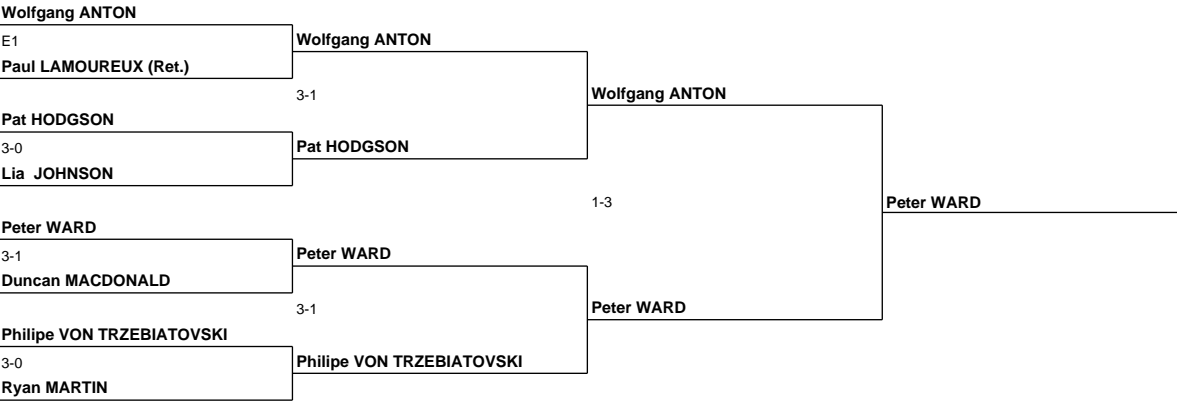 Wolfgang ANTON
E1
Paul LAMOUREUX (Ret.)
Pat HODGSON
3-0
Lia JOHNSON
Peter WARD
3-1
Duncan MACDONALD
Philipe VON TRZEBIATOVSKI
3-0
Ryan MARTIN
Wolfgang ANTON
3-1
Pat HODGSON
Peter WARD
3-1
Philipe VON TRZEBIATOVSKI
Wolfgang ANTON
1-3
Peter WARD
Peter WARD